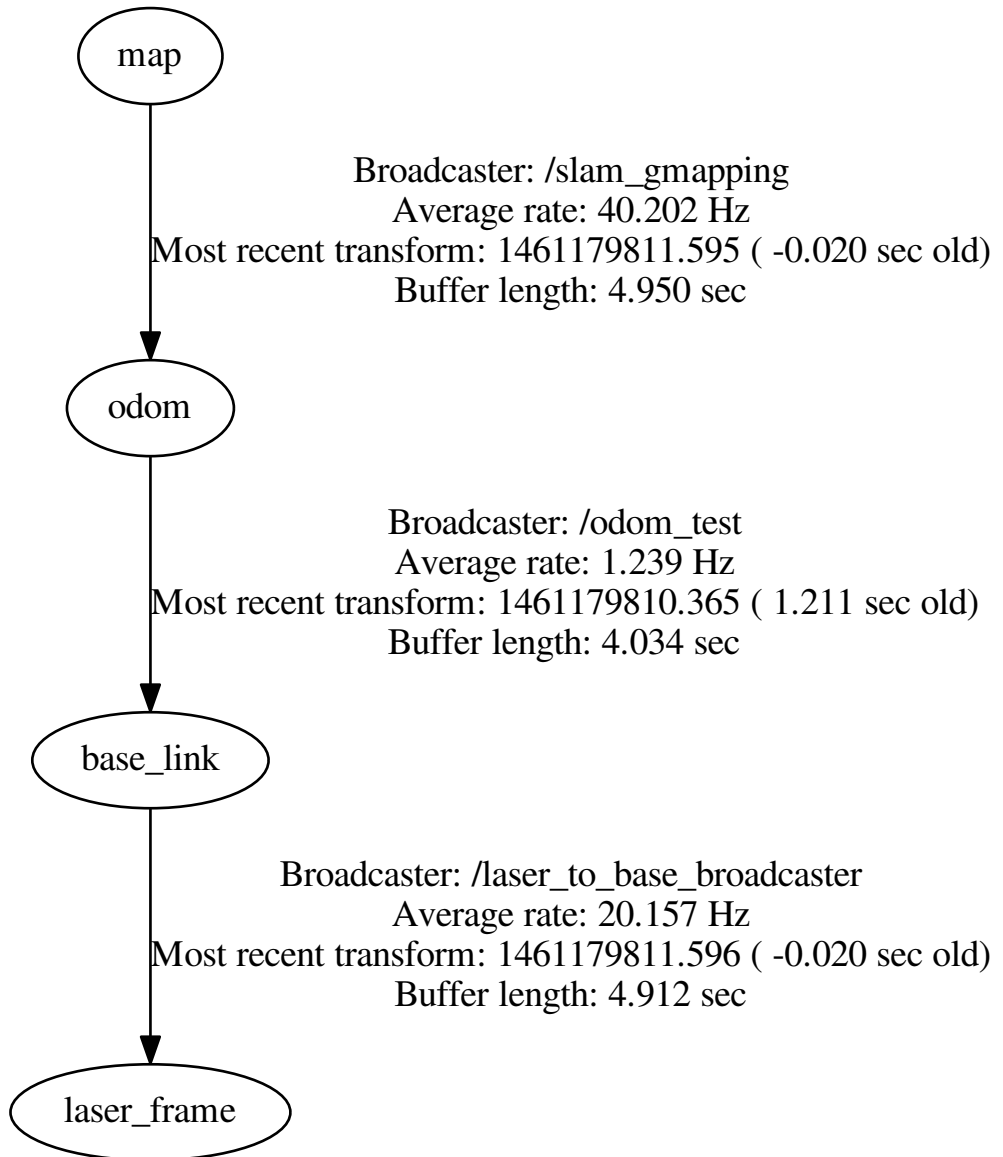 map
Broadcaster: /slam_gmapping
Average rate: 40.202 Hz
Most recent transform: 1461179811.595 ( -0.020 sec old)
Buffer length: 4.950 sec
odom
Broadcaster: /odom_test
Average rate: 1.239 Hz
Most recent transform: 1461179810.365 ( 1.211 sec old)
Buffer length: 4.034 sec
base_link
Broadcaster: /laser_to_base_broadcaster
Average rate: 20.157 Hz
Most recent transform: 1461179811.596 ( -0.020 sec old)
Buffer length: 4.912 sec
laser_frame